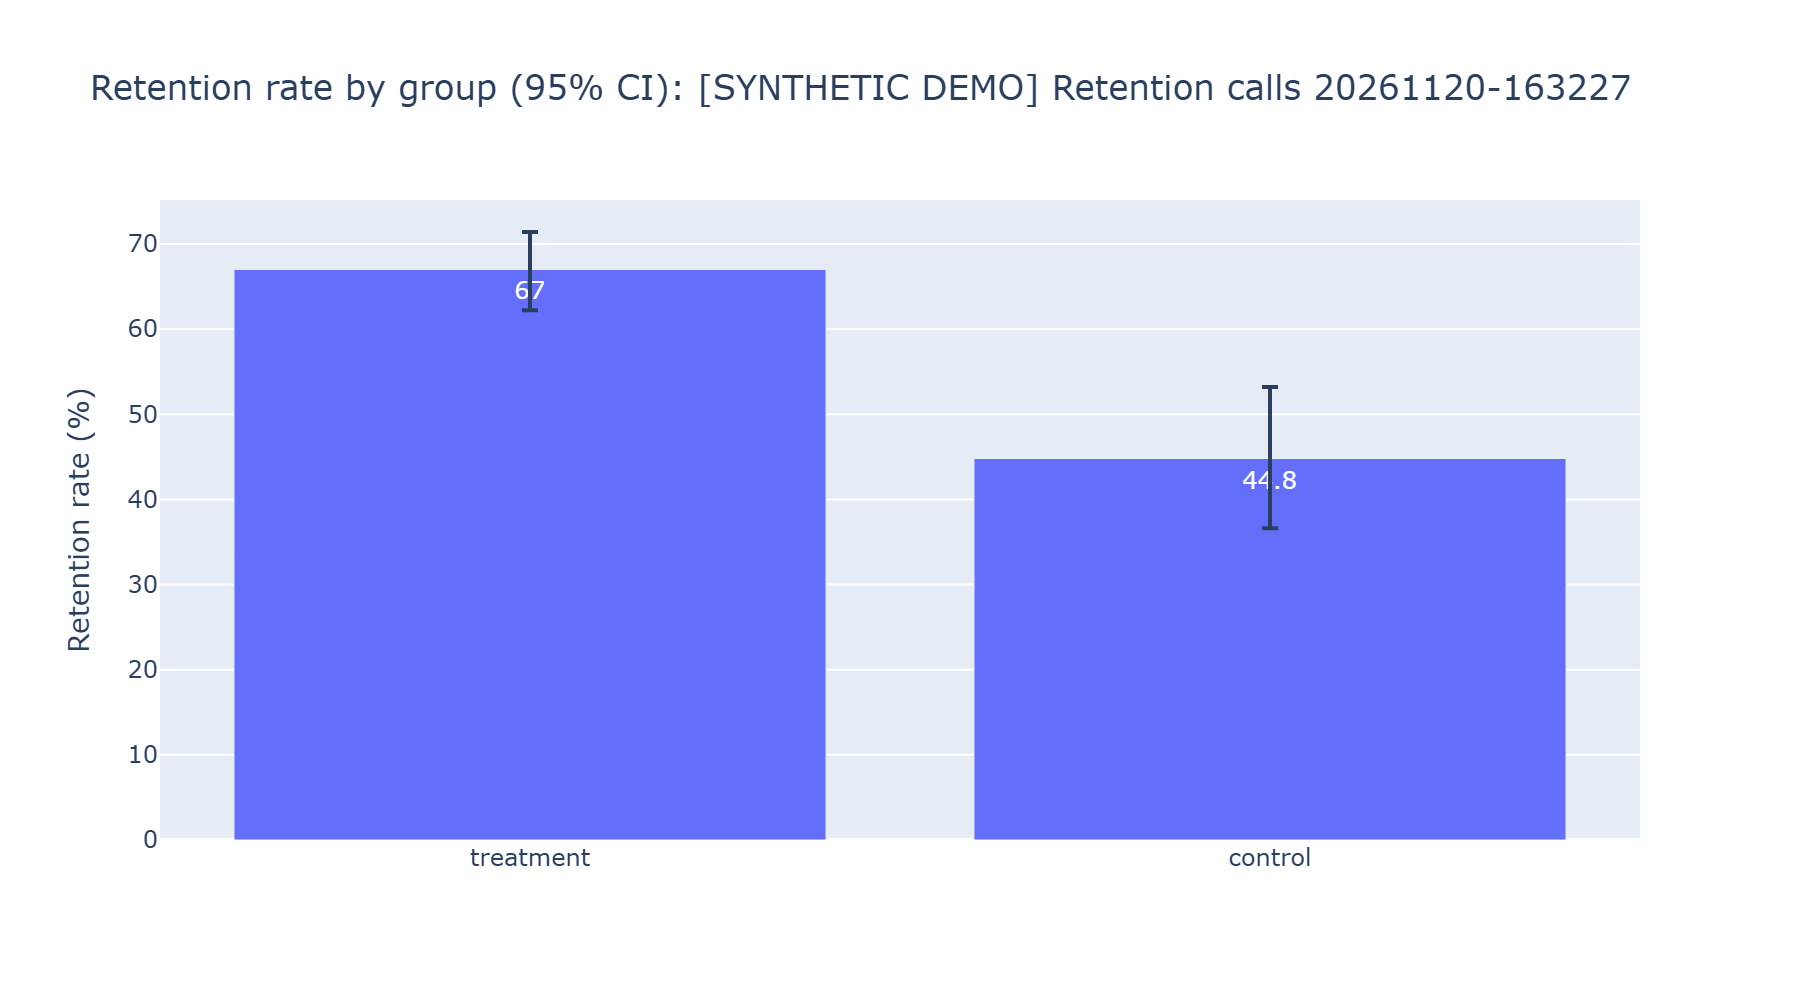 Retention rate by group (95% CI): [SYNTHETIC DEMO] Retention calls 20261120-163227
Retention rate (%)
70
60
50
40
30
20
10
0
67
44.8
treatment
control